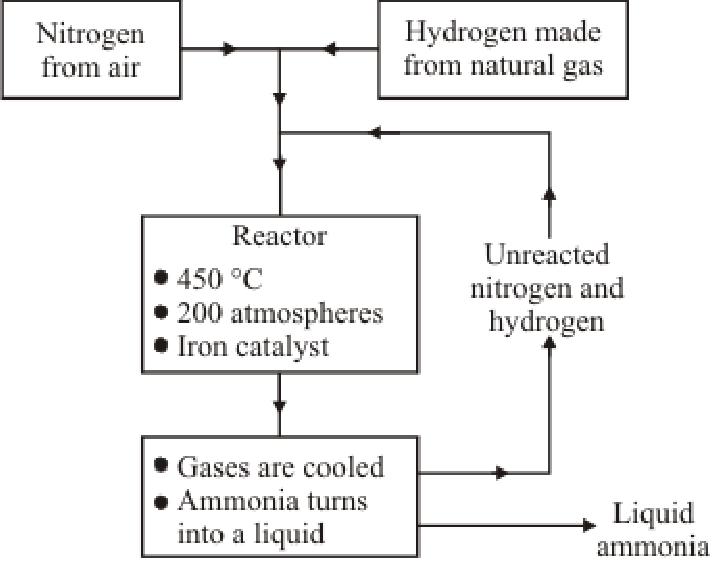 Nitrogen
from air
Hydrogen made
from natural gas
Reactor
● 450 °C
● 200 atmospheres
● Iron catalyst
Unreacted
nitrogen and
hydrogen
● Gases are cooled
● Ammonia turns
into a liquid
Liquid
ammonia